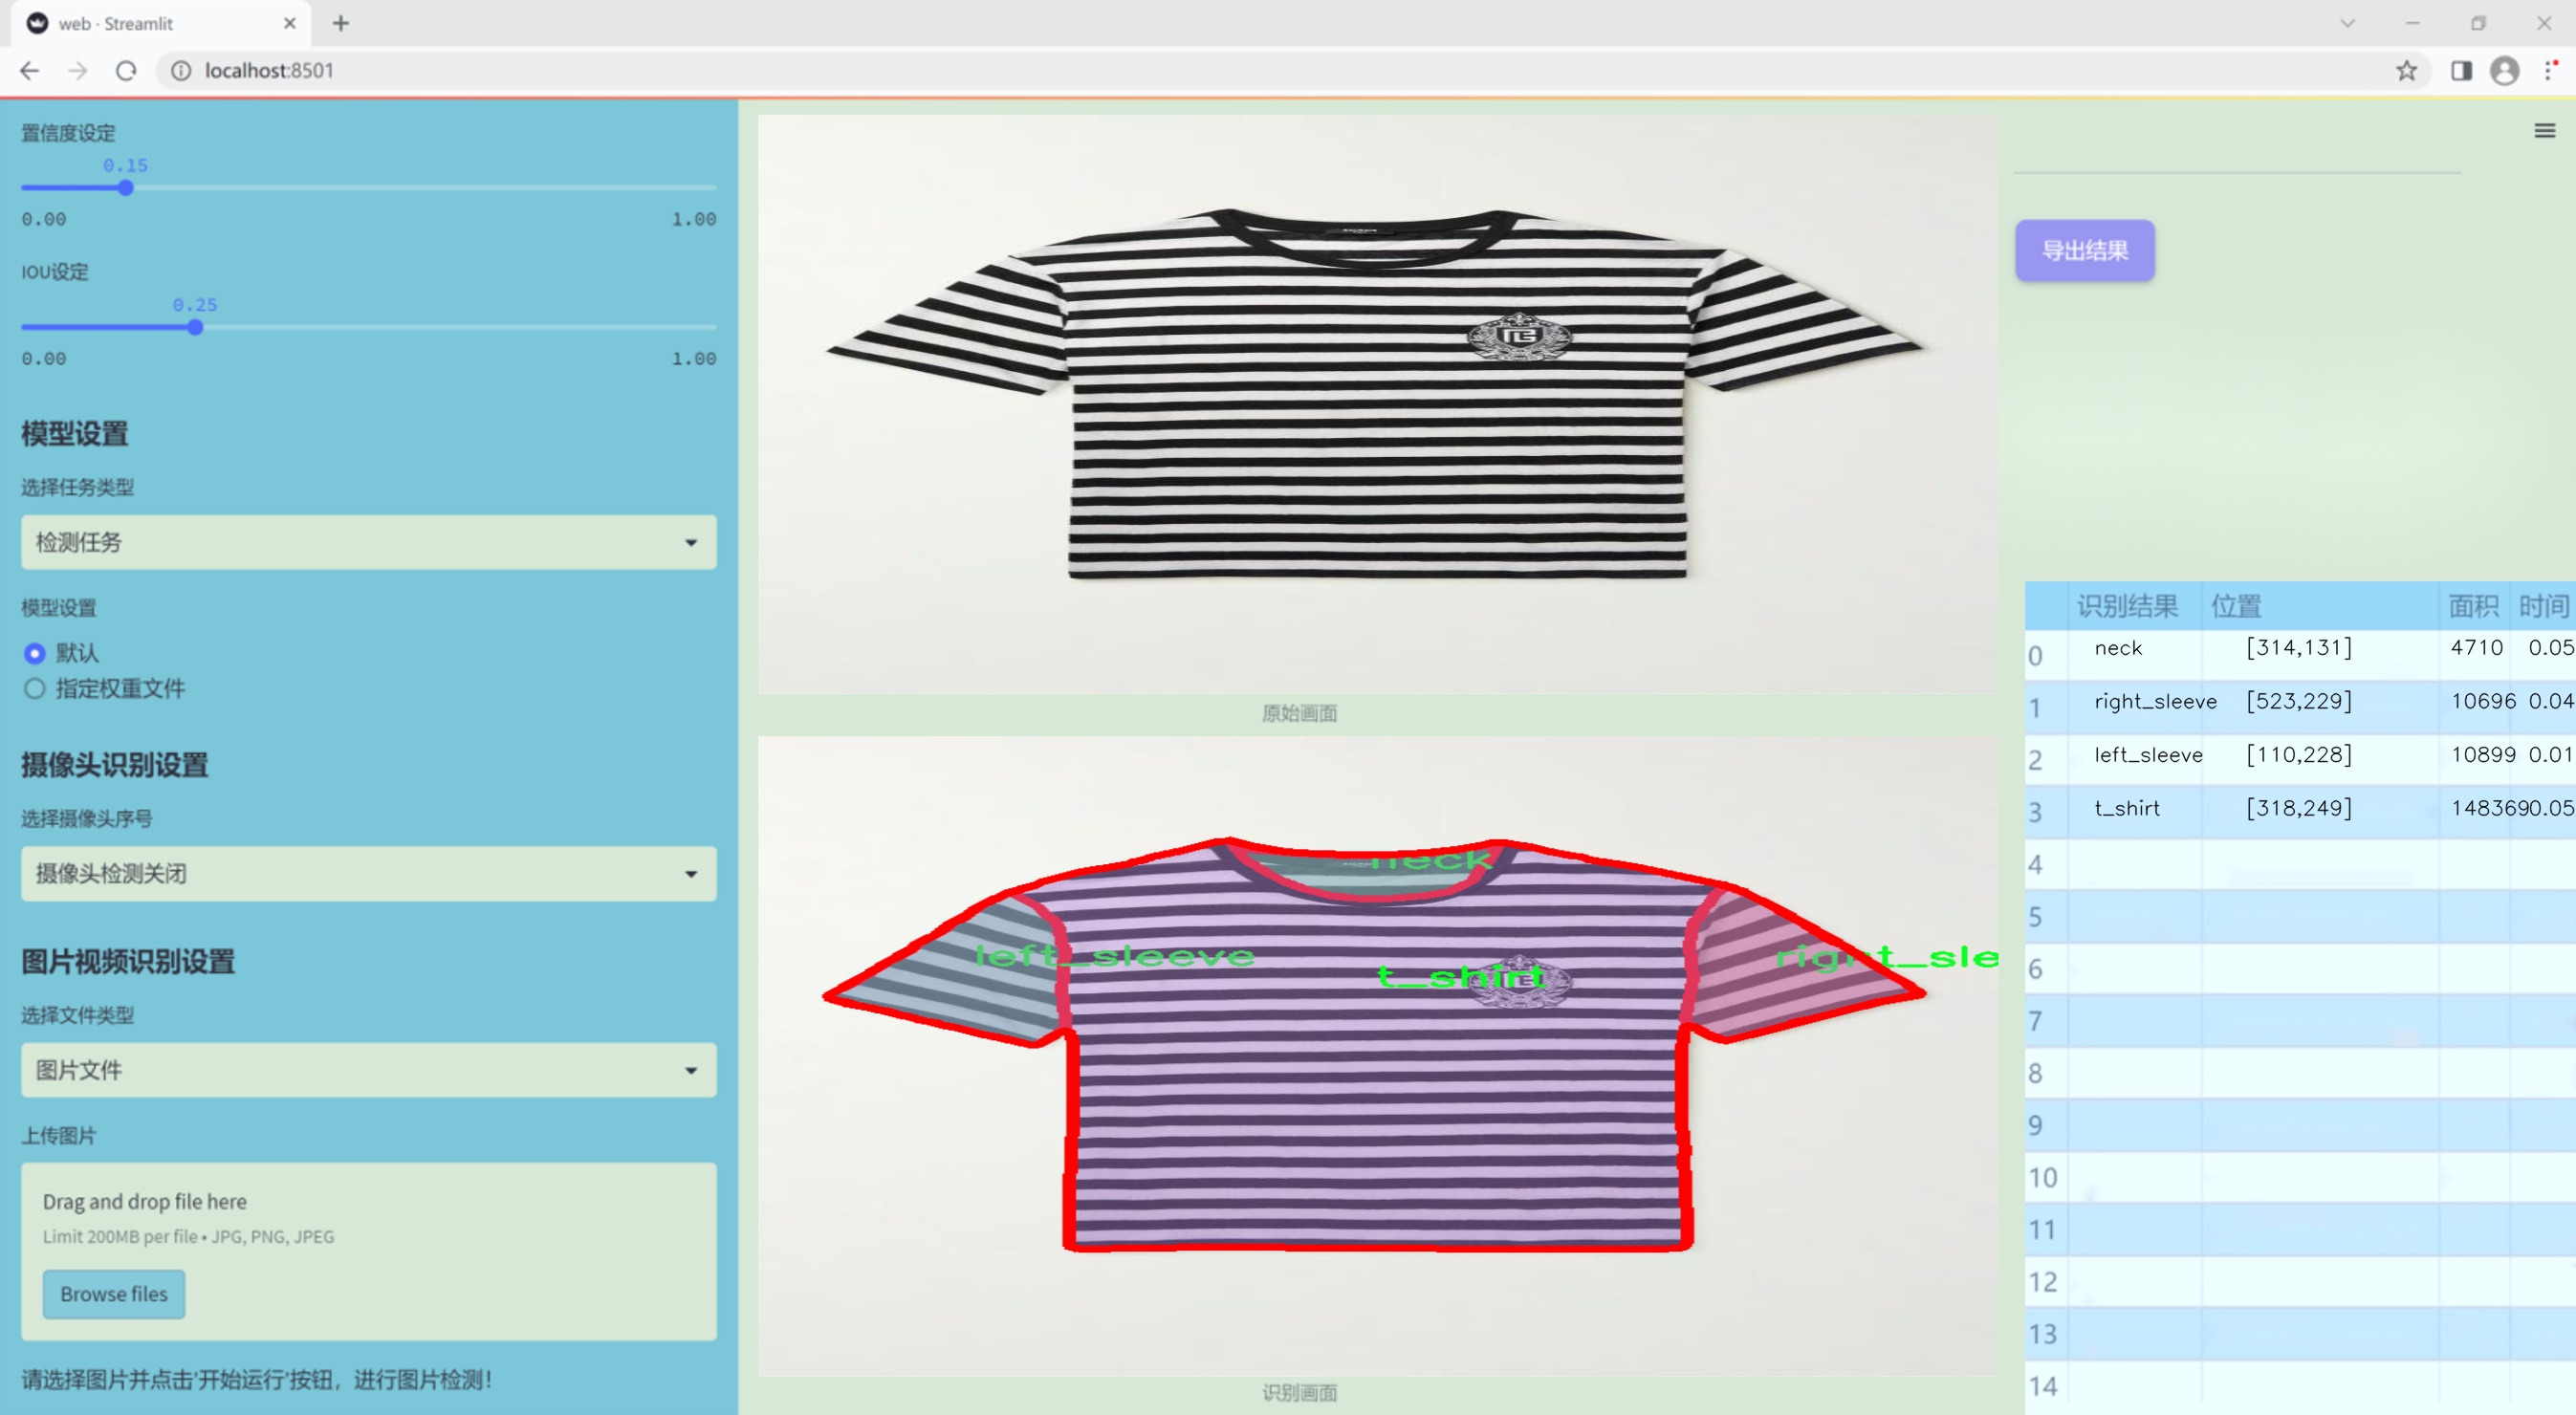 web · Streamlit
localhost:8501
置信度设定
0.15
0.00 1.00
IOU设定
0.25
0.00 1.00
模型设置
选择任务类型
检测任务
模型设置
默认
指定权重文件
摄像头识别设置
选择摄像头序号
摄像头检测关闭
图片视频识别设置
选择文件类型
图片文件
上传图片
Drag and drop file here
Limit 200MB per file • JPG, PNG, JPEG
Browse files
请选择图片并点击'开始运行'按钮，进行图片检测!
原始画面
neck
left_sleeve
right_sle
t_shirt
识别画面
导出结果
识别结果 位置 面积 时间
0 neck [314,131] 4710 0.05
1 right_sleeve [523,229] 10696 0.04
2 left_sleeve [110,228] 10899 0.01
3 t_shirt [318,249] 148369 0.05
4
5
6
7
8
9
10
11
12
13
14